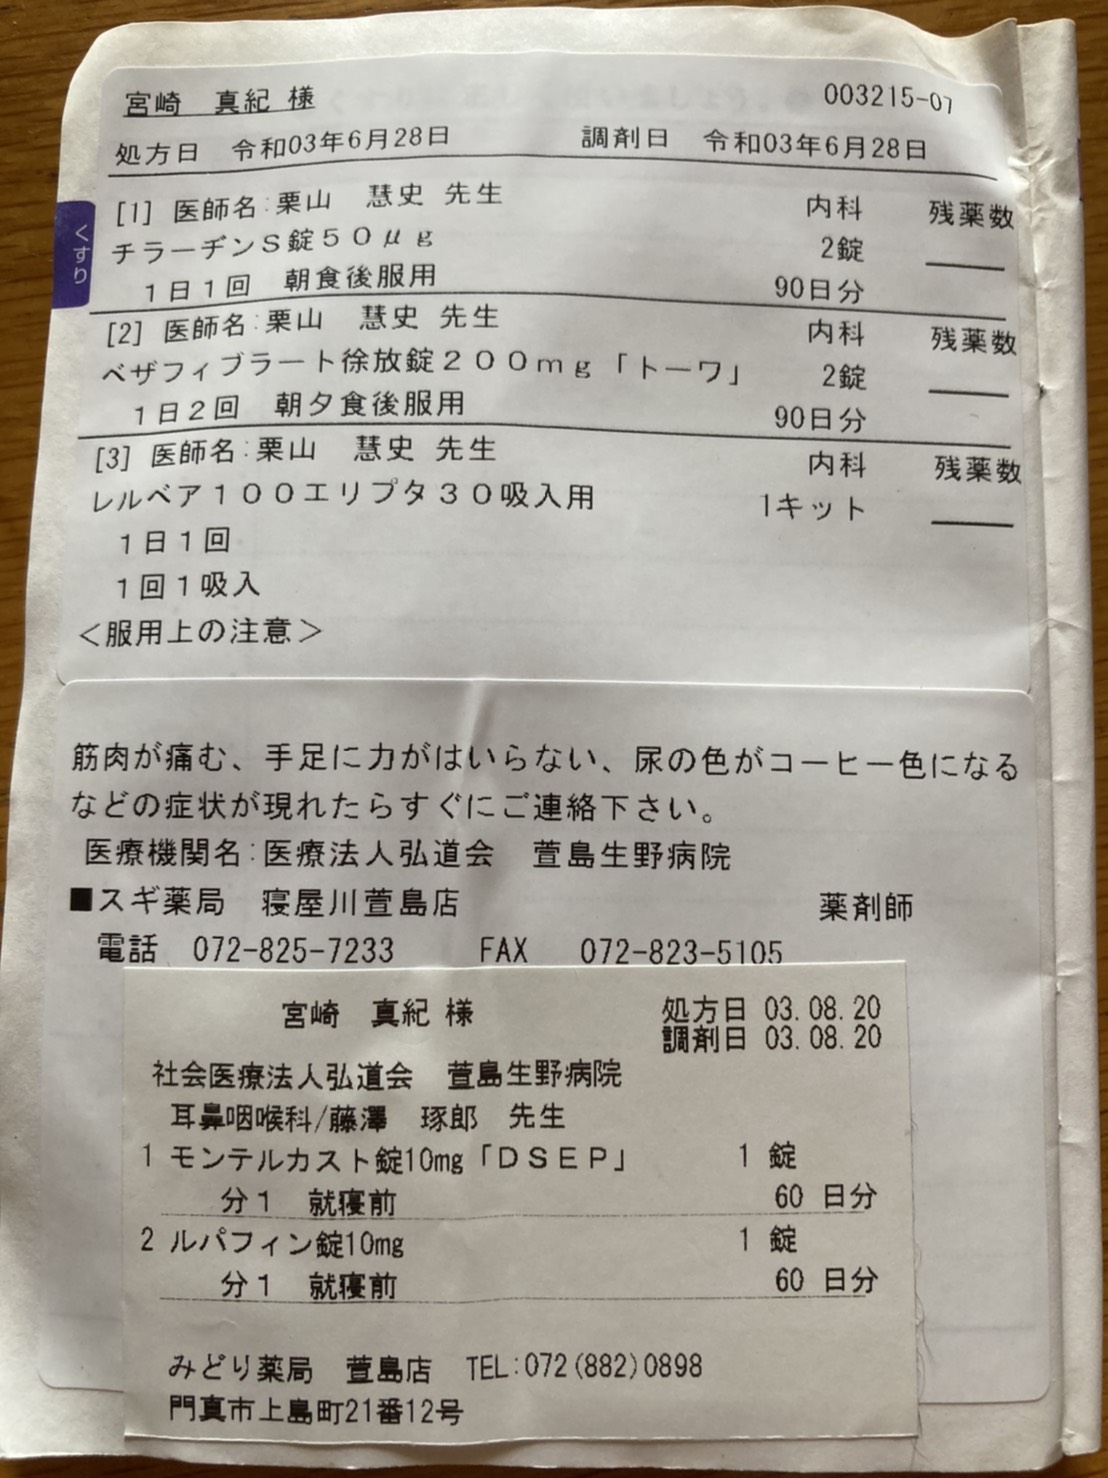 宮崎 真紀 様 003215-07
処方日 令和03年6月28日 調剤日 令和03年6月28日
くすり
[1] 医師名:栗山 慧史 先生 内科 残薬数
チラーヂンS錠50μg 2錠
1日1回 朝食後服用 90日分
[2] 医師名:栗山 慧史 先生 内科 残薬数
ベザフィブラート徐放錠200mg「トーワ」 2錠
1日2回 朝夕食後服用 90日分
[3] 医師名:栗山 慧史 先生 内科 残薬数
レルベア100エリプタ30吸入用 1キット
1日1回
1回1吸入
<服用上の注意>
筋肉が痛む、手足に力がはいらない、尿の色がコーヒー色になる
などの症状が現れたらすぐにご連絡下さい。
医療機関名:医療法人弘道会 萱島生野病院
■スギ薬局 寝屋川萱島店 薬剤師
電話 072-825-7233 FAX 072-823-5105
宮崎 真紀 様 処方日 03.08.20
調剤日 03.08.20
社会医療法人弘道会 萱島生野病院
耳鼻咽喉科/藤澤 琢郎 先生
1 モンテルカスト錠10mg「DSEP」 1 錠
分1 就寝前 60 日分
2 ルパフィン錠10mg 1 錠
分1 就寝前 60 日分
みどり薬局 萱島店 TEL:072(882)0898
門真市上島町21番12号